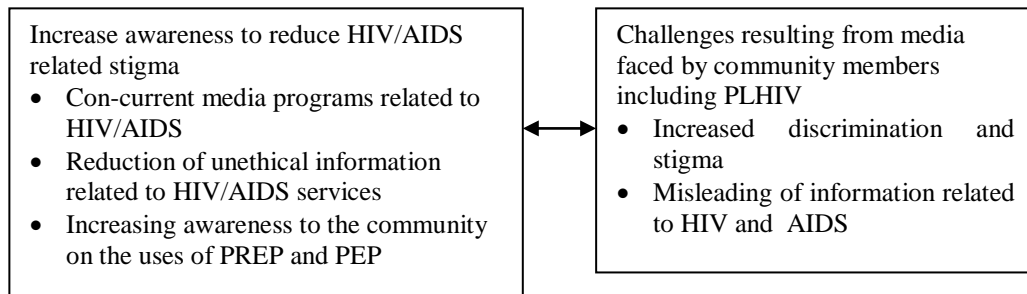 Increase awareness to reduce HIV/AIDS
related stigma
• Con-current media programs related to
HIV/AIDS
• Reduction of unethical information
related to HIV/AIDS services
• Increasing awareness to the community
on the uses of PREP and PEP
Challenges resulting from media
faced by community members
including PLHIV
• Increased discrimination and
stigma
• Misleading of information related
to HIV and AIDS